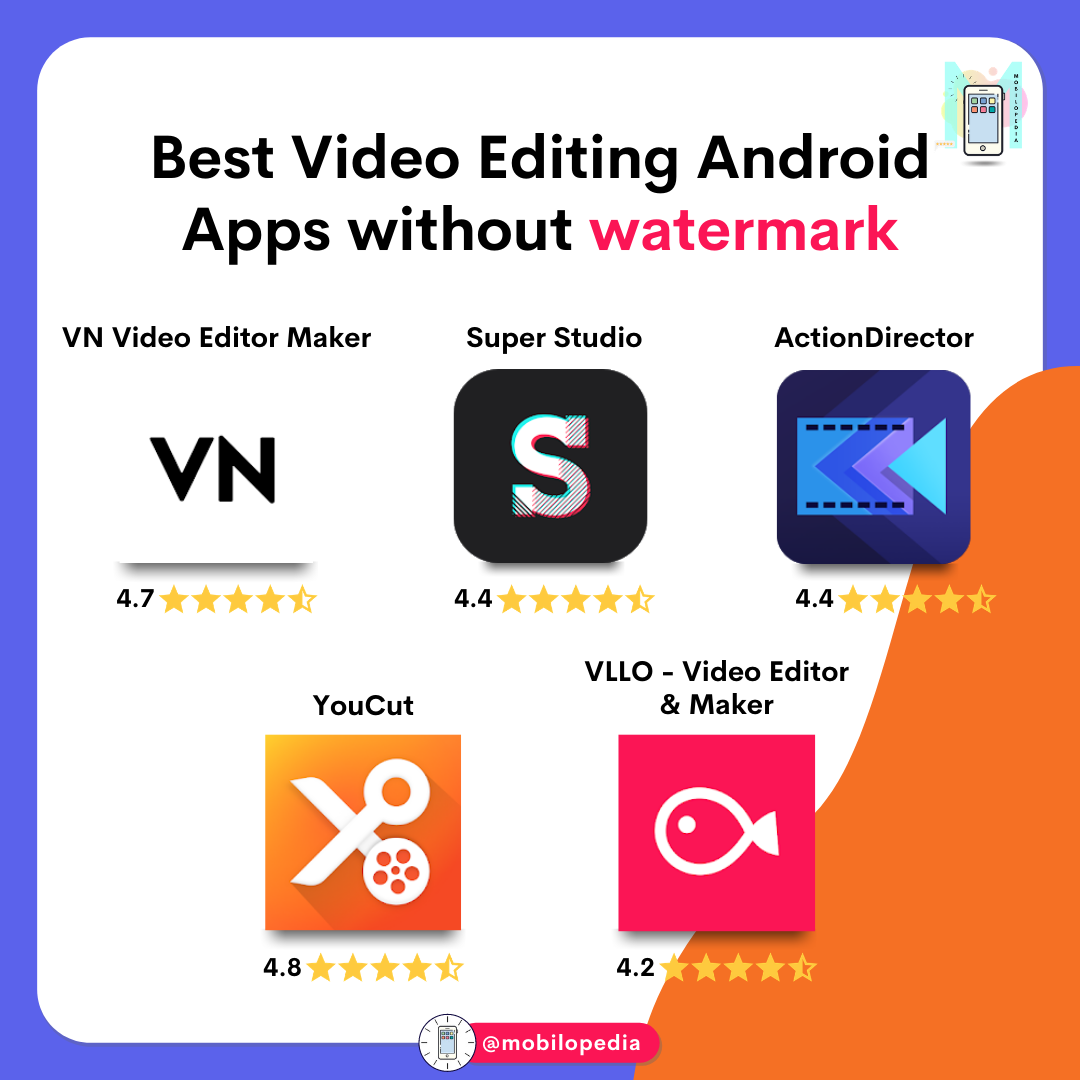 MOBILOPEDIA
Best Video Editing Android
Apps without watermark
VN Video Editor Maker
Super Studio
ActionDirector
VN
S
4.7
4.4
4.4
YouCut
VLLO - Video Editor
& Maker
4.8
4.2
@mobilopedia